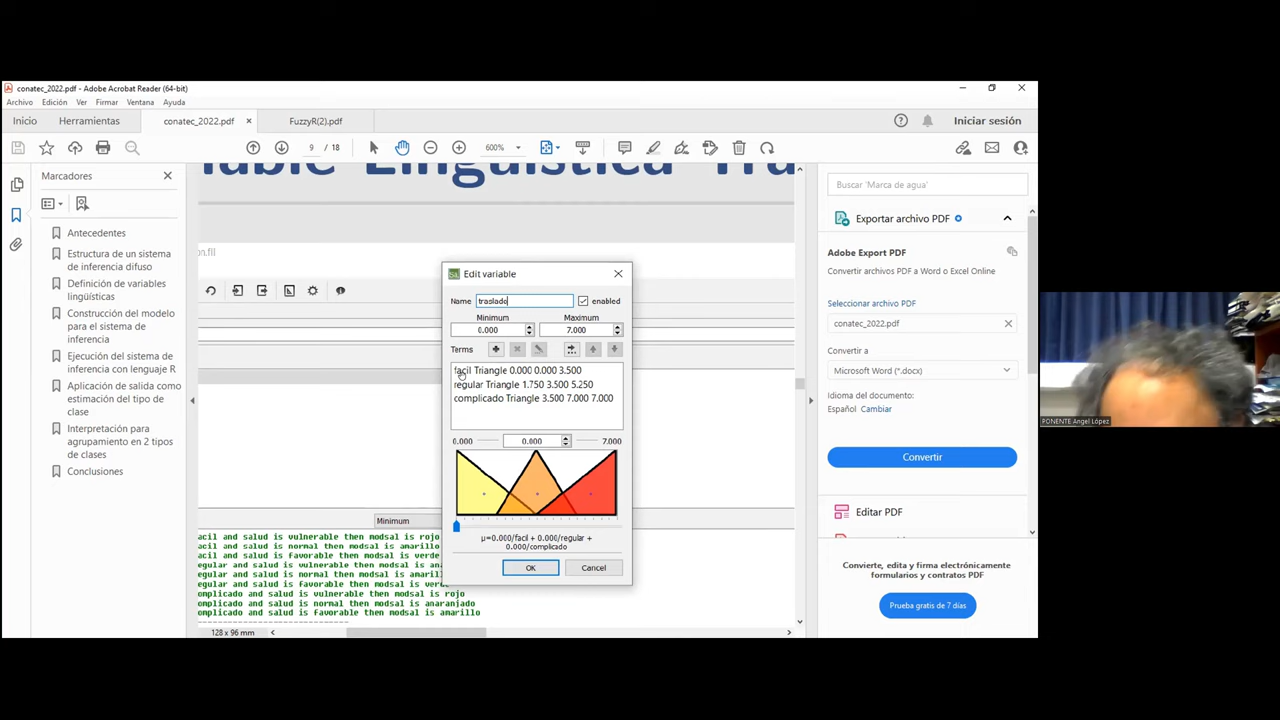 conatec_2022.pdf - Adobe Acrobat Reader (64-bit)
Archivo Edición Ver Firmar Ventana Ayuda
Inicio Herramientas conatec_2022.pdf × FuzzyR(2).pdf Iniciar sesión
9 / 18 600%
Marcadores
Antecedentes
Estructura de un sistema
de inferencia difuso
Definición de variables
lingüísticas
Construcción del modelo
para el sistema de
inferencia
Ejecución del sistema de
inferencia con lenguaje R
Aplicación de salida como
estimación del tipo de
clase
Interpretación para
agrupamiento en 2 tipos
de clases
Conclusiones
Edit variable
Name traslado enabled
Minimum Maximum
0.000 7.000
Terms
facil Triangle 0.000 0.000 3.500
regular Triangle 1.750 3.500 5.250
complicado Triangle 3.500 7.000 7.000
0.000 0.000 7.000
μ=0.000/facil + 0.000/regular +
0.000/complicado
OK Cancel
Minimum
acil and salud is vulnerable then modsal is rojo
acil and salud is normal then modsal is amarillo
acil and salud is favorable then modsal is verde
egular and salud is vulnerable then modsal is
egular and salud is normal then modsal is
egular and salud is favorable then modsal is
omplicado and salud is vulnerable then modsal is rojo
omplicado and salud is normal then modsal is anaranjado
omplicado and salud is favorable then modsal is amarillo
128 x 96 mm
Buscar 'Marca de agua'
Exportar archivo PDF
Adobe Export PDF
Convertir archivos PDF a Word o Excel Online
Seleccionar archivo PDF
conatec_2022.pdf
Convertir a
Microsoft Word (*.docx)
Idioma del documento:
Español Cambiar
Convertir
Editar PDF
Convierte, edita y firma electrónicamente
formularios y contratos PDF
Prueba gratis de 7 días
PONENTE Angel López